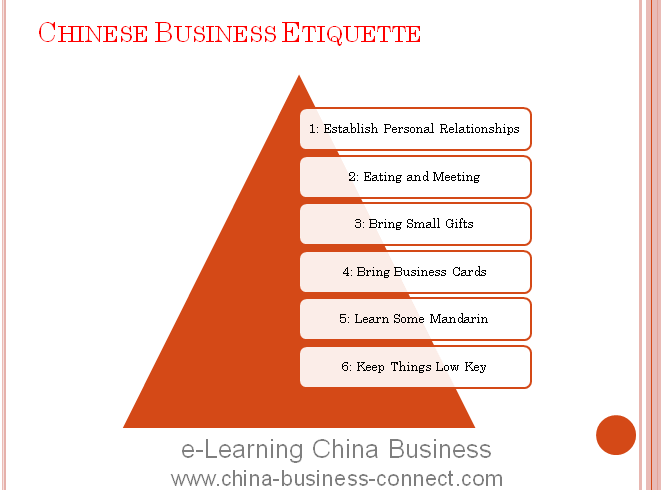 CHINESE BUSINESS ETIQUETTE
1: Establish Personal Relationships
2: Eating and Meeting
3: Bring Small Gifts
4: Bring Business Cards
5: Learn Some Mandarin
6: Keep Things Low Key
e-Learning China Business
www.china-business-connect.com